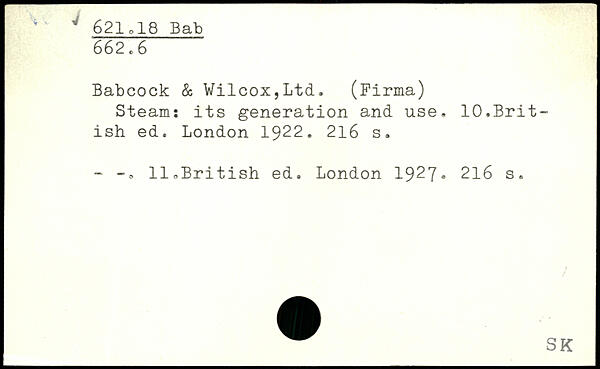 621.18 Bab
662.6
Babcock & Wilcox,Ltd. (Firma)
Steam: its generation and use. 10.Brit-
ish ed. London 1922. 216 s.
- -. 11.British ed. London 1927. 216 s.
SK